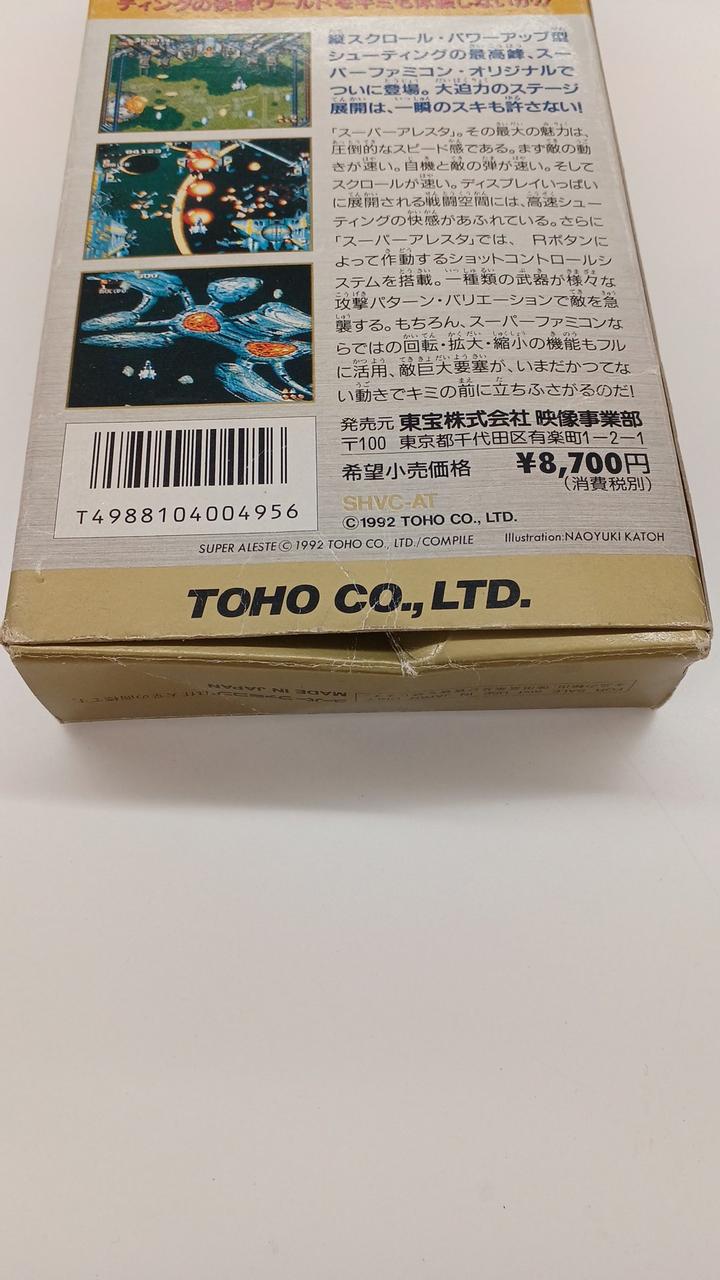 ティングの快感ワールドをキミも体験しないか!?
縦スクロール・パワーアップ型
シューティングの最高峰、スー
パーファミコン・オリジナルで
ついに登場。大迫力のステージ
展開は、一瞬のスキも許さない!
「スーパーアレスタ」。その最大の魅力は、
圧倒的なスピード感である。まず敵の動
きが速い。自機と敵の弾が速い。そして
スクロールが速い。ディスプレイいっぱい
に展開される戦闘空間には、高速シュー
ティングの快感があふれている。さらに
「スーパーアレスタ」では、Rボタンに
よって作動するショットコントロールシ
ステムを搭載。一種類の武器が様々な
攻撃パターン・バリエーションで敵を急
襲する。もちろん、スーパーファミコンな
らではの回転・拡大・縮小の機能もフル
に活用、敵巨大要塞が、いまだかつてな
い動きでキミの前に立ちふさがるのだ!
発売元 東宝株式会社 映像事業部
〒100 東京都千代田区有楽町1-2-1
希望小売価格 ¥8,700円
(消費税別)
SHVC-AT
©1992 TOHO CO., LTD.
T4988104004956
SUPER ALESTE © 1992 TOHO CO., LTD./COMPILE Illustration:NAOYUKI KATOH
TOHO CO., LTD.
MADE IN JAPAN